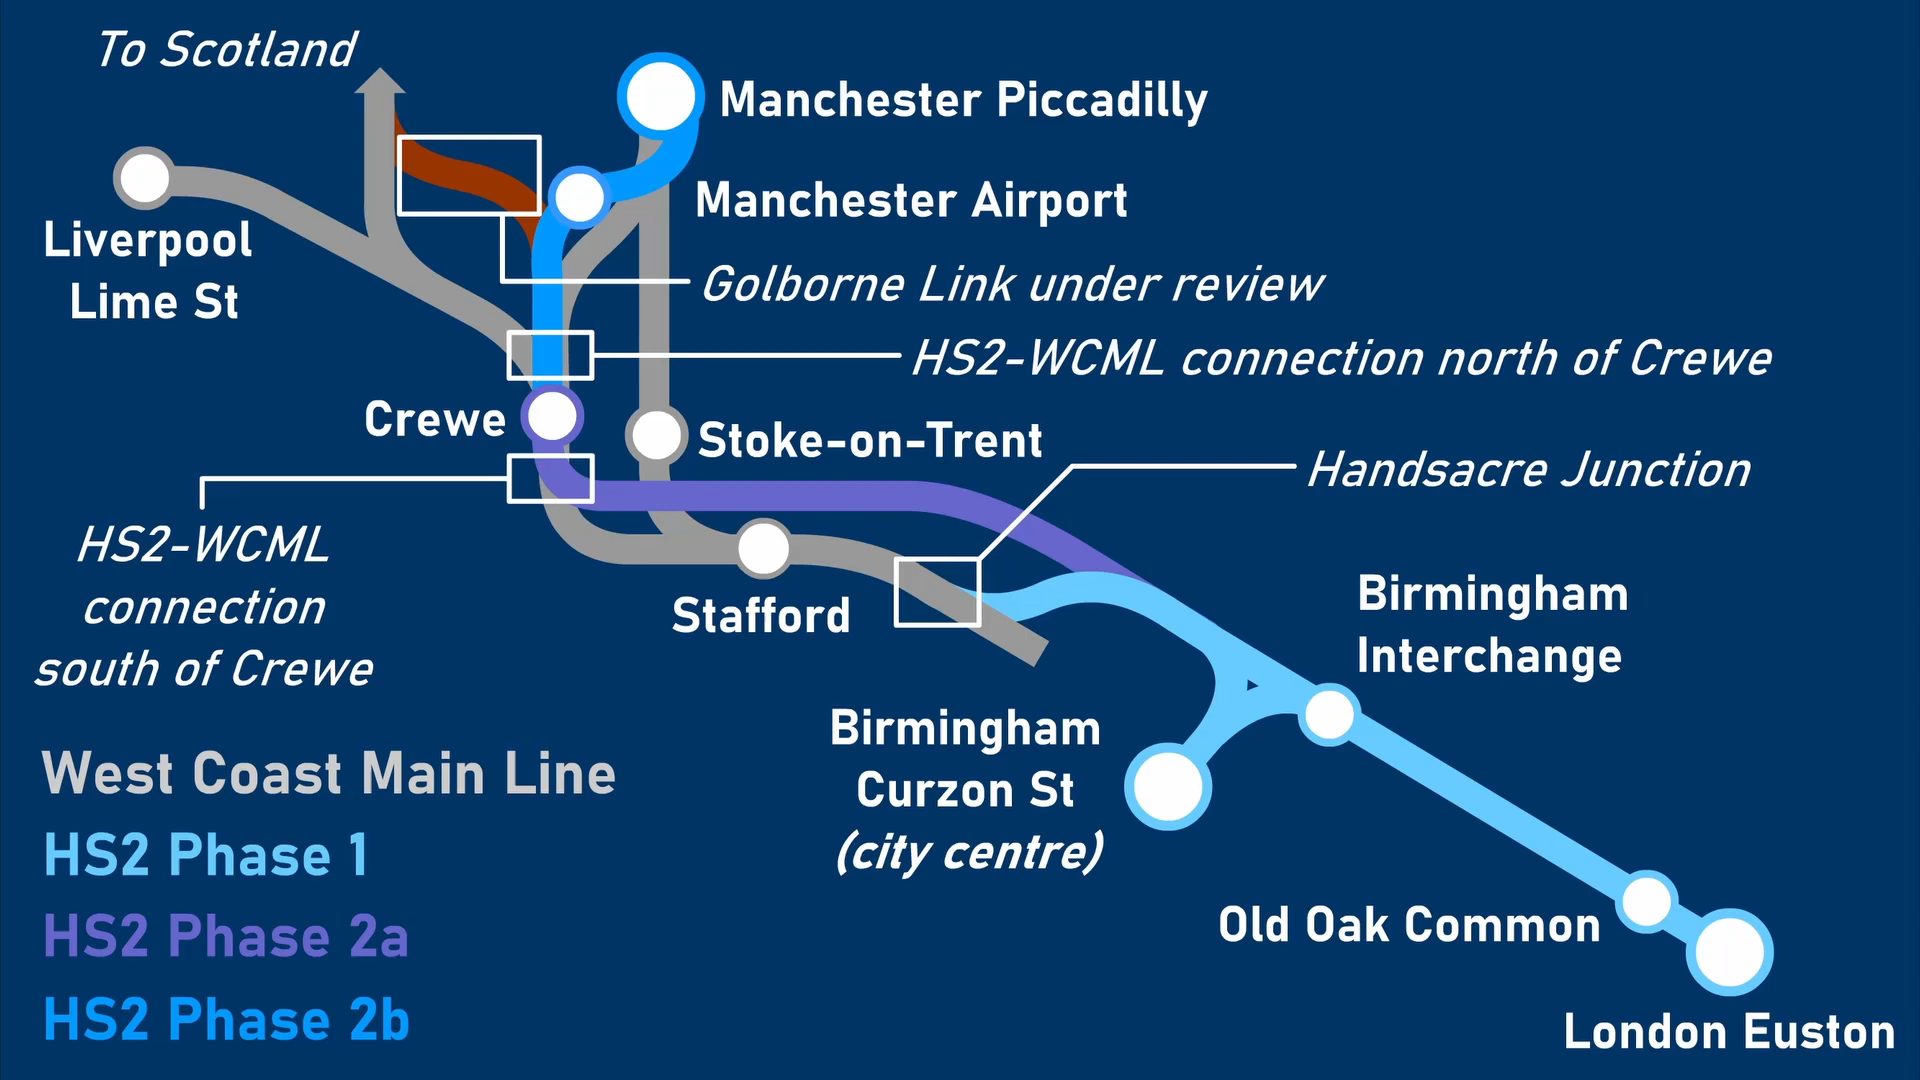 To Scotland
Manchester Piccadilly
Manchester Airport
Liverpool
Lime St
Golborne Link under review
HS2-WCML connection north of Crewe
Crewe
Stoke-on-Trent
Handsacre Junction
HS2-WCML
connection
south of Crewe
Stafford
Birmingham
Interchange
Birmingham
Curzon St
(city centre)
West Coast Main Line
HS2 Phase 1
HS2 Phase 2a
HS2 Phase 2b
Old Oak Common
London Euston